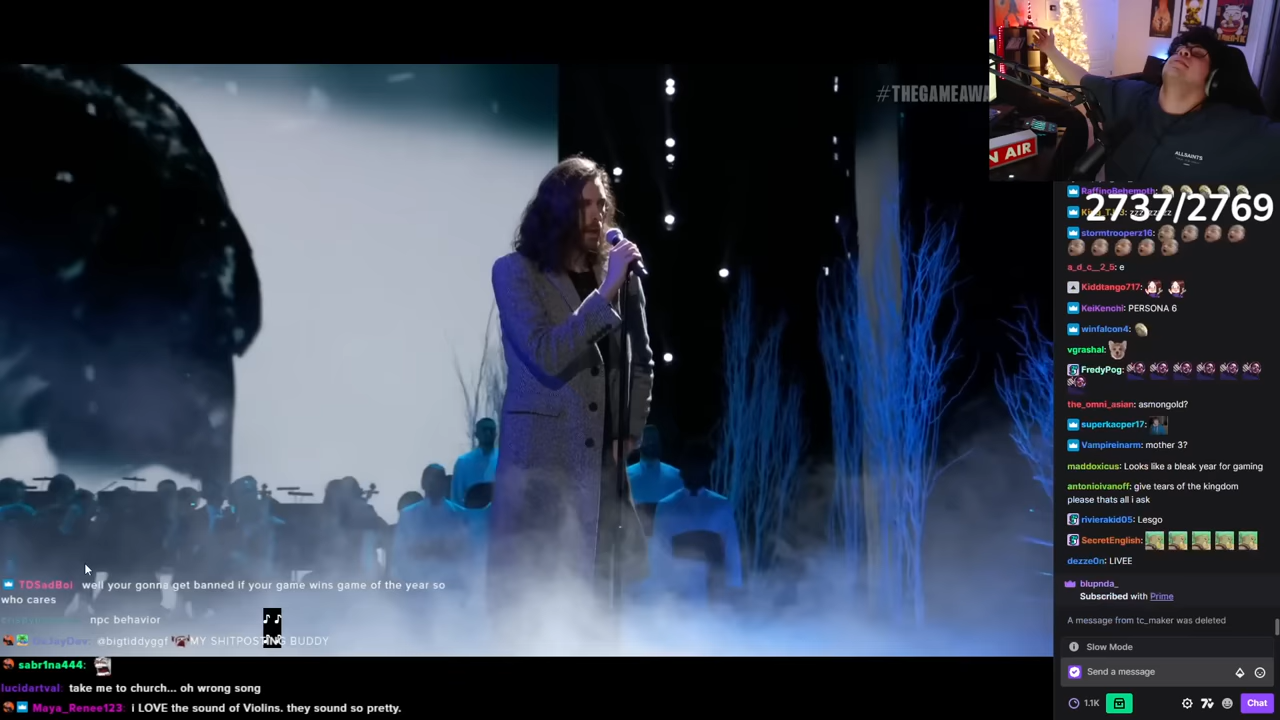 #THEGAMEAWA
N AIR
ALLSAINTS
RaffinoBehemoth:
2737/2769
stormtrooperz16:
a_d_c__2_5: e
Kiddtango717:
KeiKenchi: PERSONA 6
winfalcon4:
vgrashal:
FredyPog:
the_omni_asian: asmongold?
superkacper17:
Vampireinarm: mother 3?
maddoxicus: Looks like a bleak year for gaming
antonioivanoff: give tears of the kingdom
please thats all i ask
rivierakid05: Lesgo
SecretEnglish:
dezze0n: LIVEE
blupnda_
Subscribed with Prime
A message from tc_maker was deleted
Slow Mode
Send a message
1.1K
Chat
TDSadBoi well your gonna get banned if your game wins game of the year so
who cares
npc behavior
@bigtiddyggf MY SHITPOSTING BUDDY
sabr1na444:
lucidartval: take me to church... oh wrong song
Maya_Renee123: i LOVE the sound of Violins. they sound so pretty.